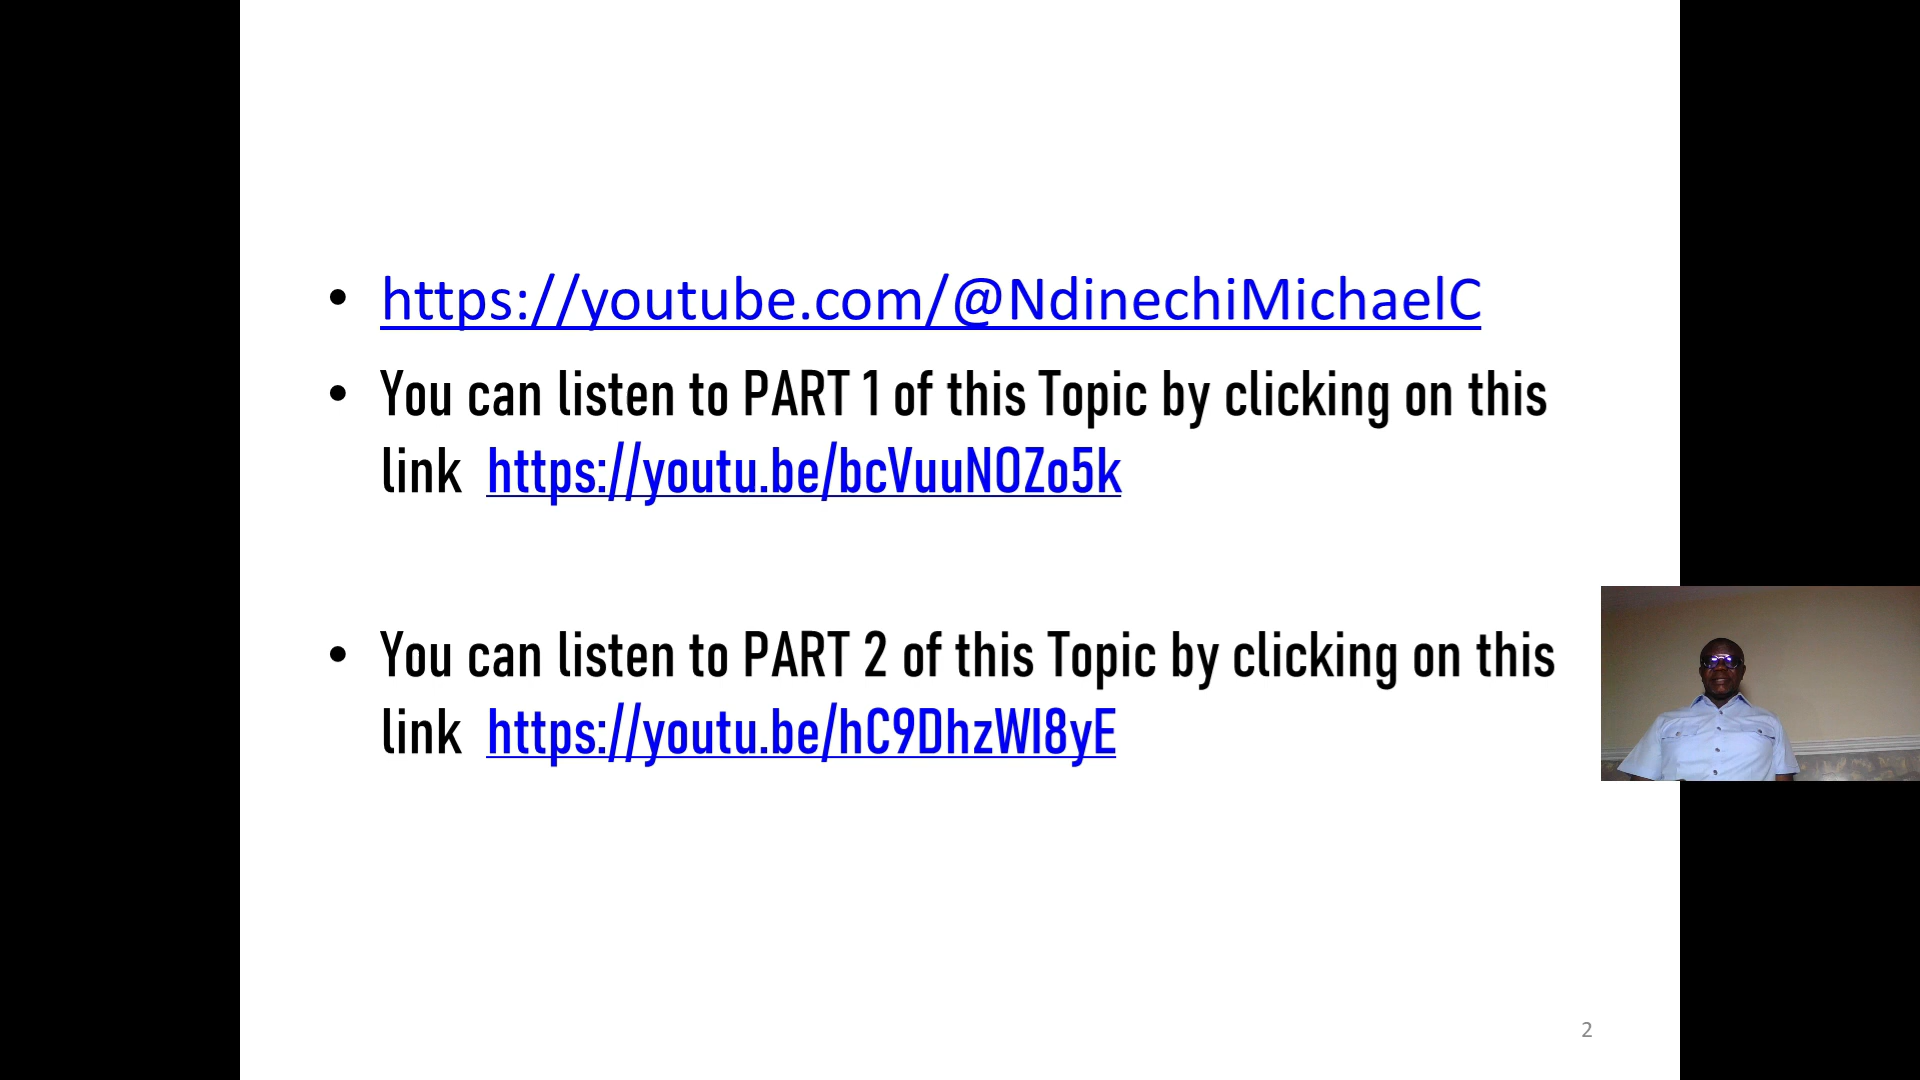 • https://youtube.com/@NdinechiMichaelC
• You can listen to PART 1 of this Topic by clicking on this
link https://youtu.be/bcVuuNOZo5k
• You can listen to PART 2 of this Topic by clicking on this
link https://youtu.be/hC9DhzWI8yE
2